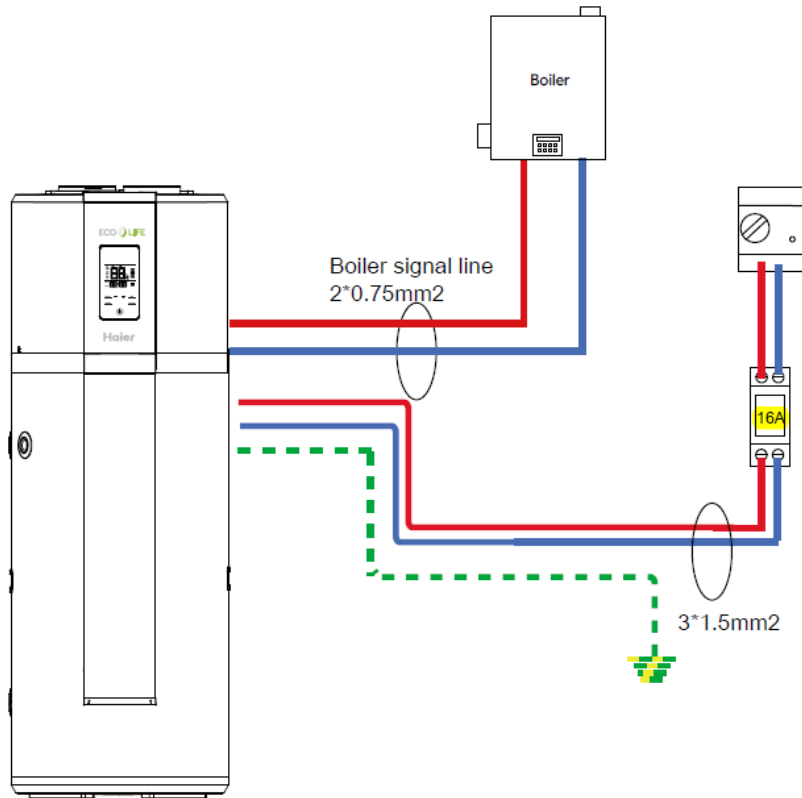 Boiler
ECO LIFE
Boiler signal line
2*0.75mm2
Haier
16A
3*1.5mm2